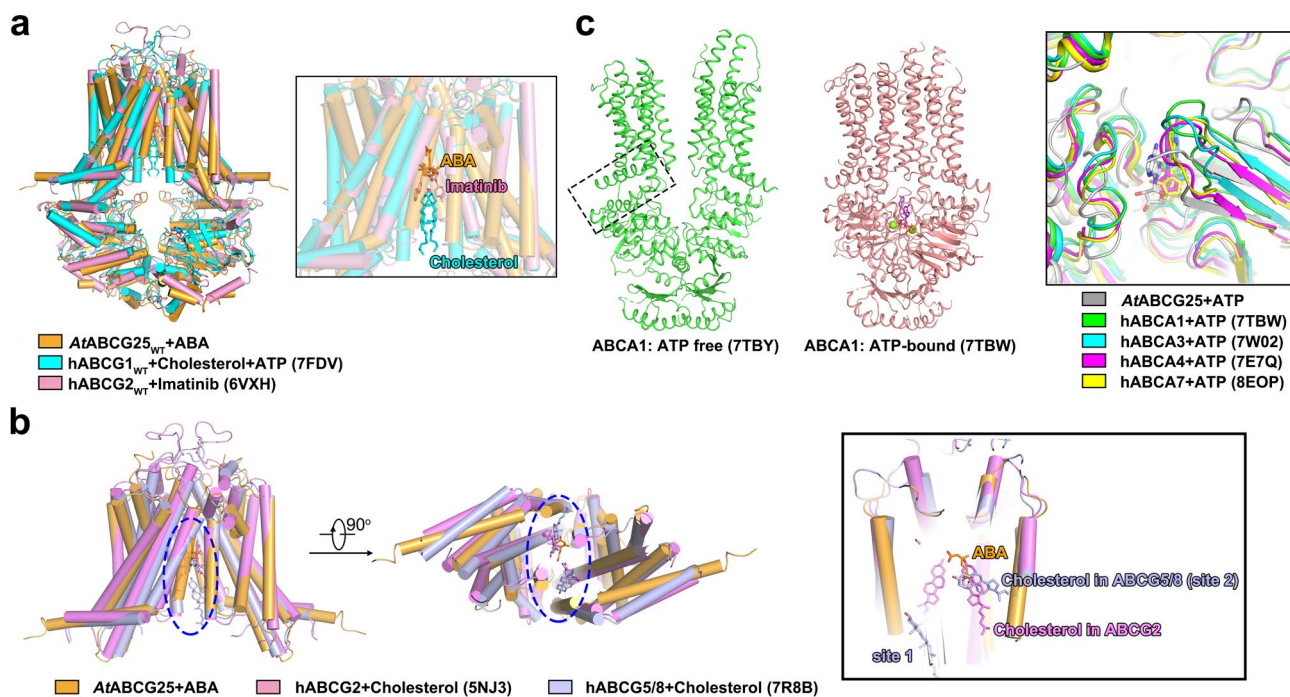 a
ABA
Imatinib
Cholesterol
AtABCG25WT+ABA
hABCG1WT+Cholesterol+ATP (7FDV)
hABCG2WT+Imatinib (6VXH)
c
ABCA1: ATP free (7TBY)
ABCA1: ATP-bound (7TBW)
AtABCG25+ATP
hABCA1+ATP (7TBW)
hABCA3+ATP (7W02)
hABCA4+ATP (7E7Q)
hABCA7+ATP (8EOP)
b
90°
ABA
Cholesterol in ABCG5/8 (site 2)
Cholesterol in ABCG2
site 1
AtABCG25+ABA
hABCG2+Cholesterol (5NJ3)
hABCG5/8+Cholesterol (7R8B)